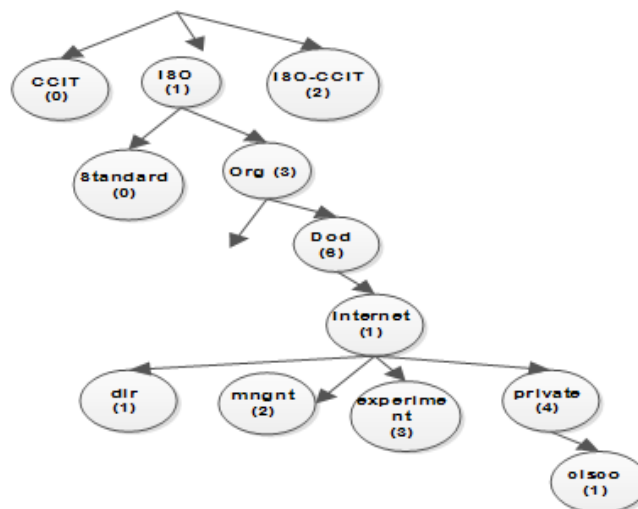 CCIT
(0)
ISO
(1)
ISO-CCIT
(2)
Standard
(0)
Org (3)
Dod
(6)
Internet
(1)
dir
(1)
mngnt
(2)
experime
nt
(3)
private
(4)
cisco
(1)